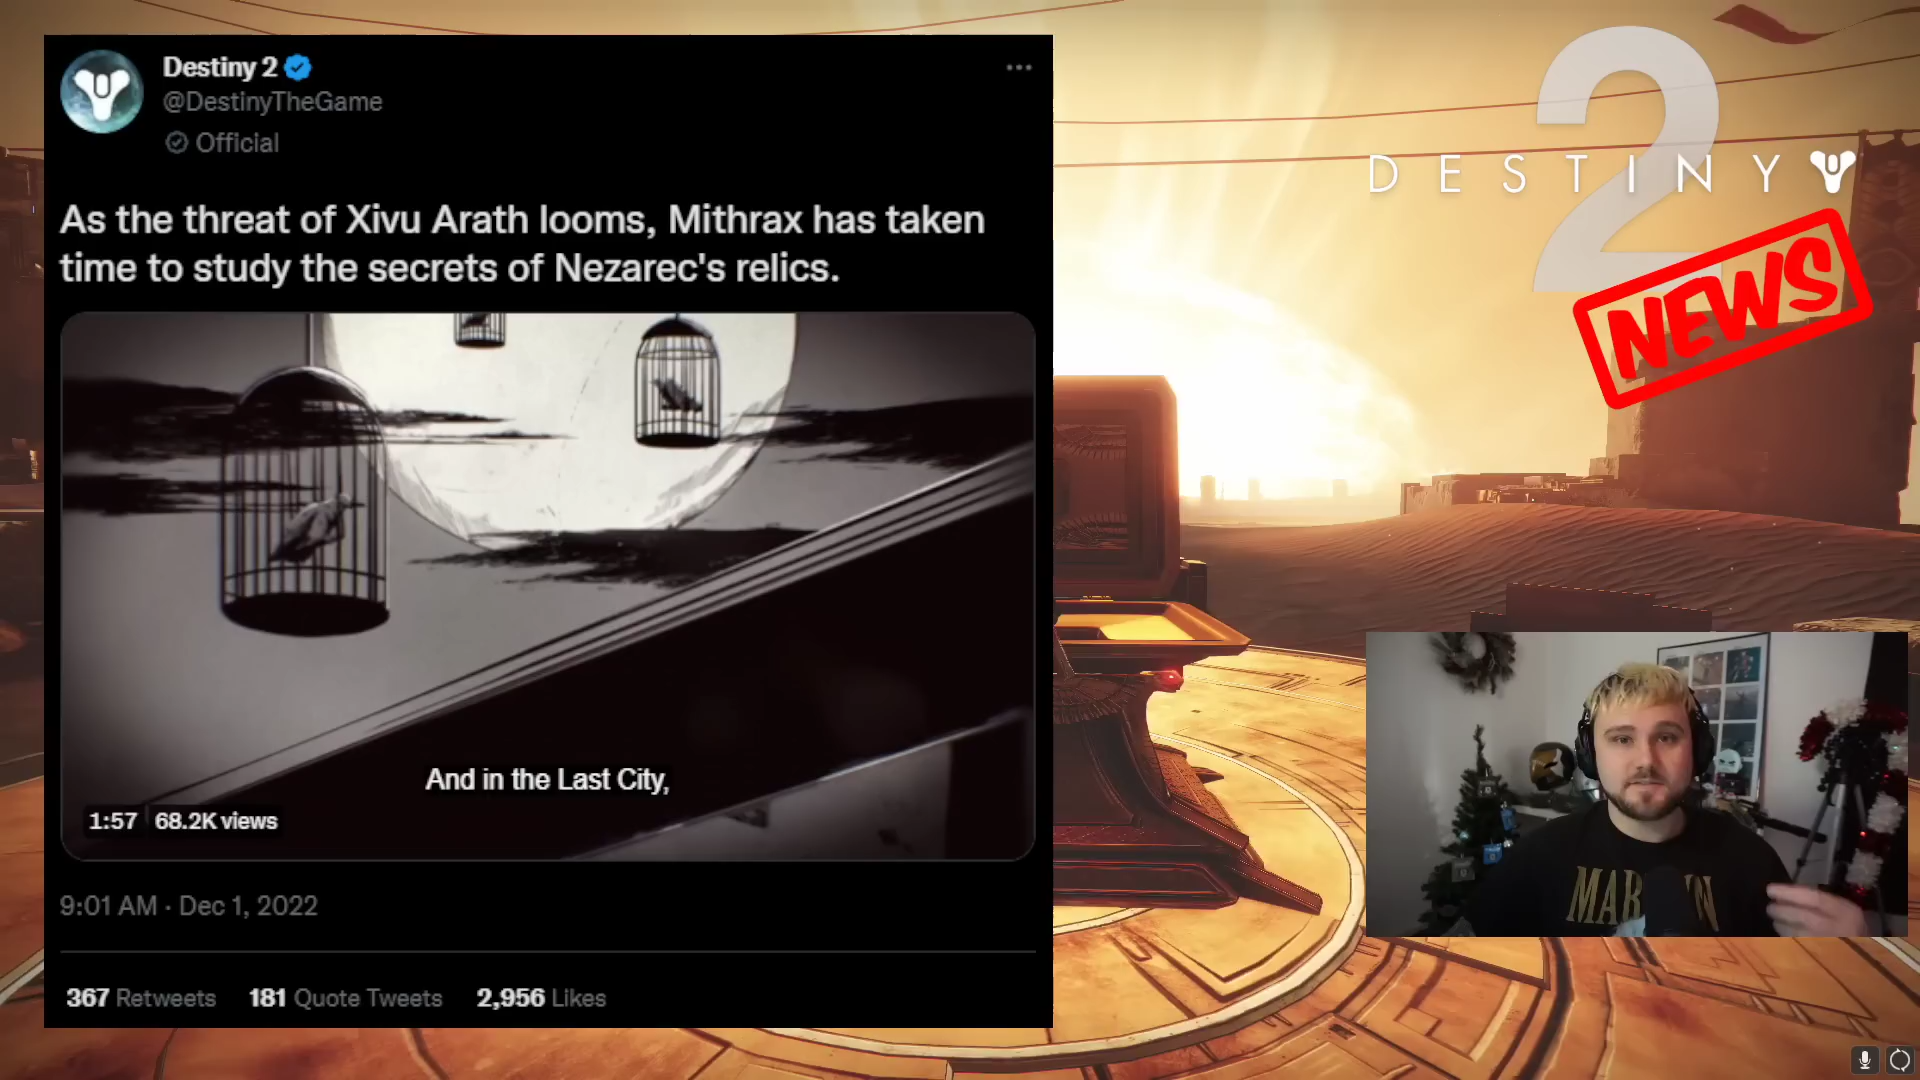 Destiny 2
@DestinyTheGame
Official
As the threat of Xivu Arath looms, Mithrax has taken
time to study the secrets of Nezarec's relics.
And in the Last City,
1:57 68.2K views
9:01 AM · Dec 1, 2022
367 Retweets 181 Quote Tweets 2,956 Likes
2
DESTINY
NEWS